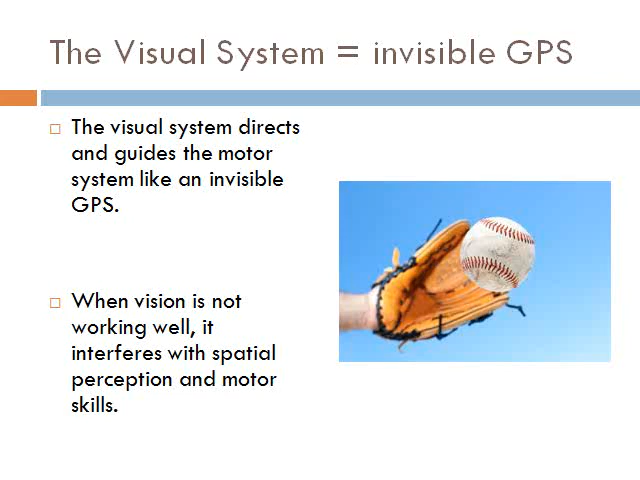 The Visual System = invisible GPS
The visual system directs
and guides the motor
system like an invisible
GPS.
When vision is not
working well, it
interferes with spatial
perception and motor
skills.